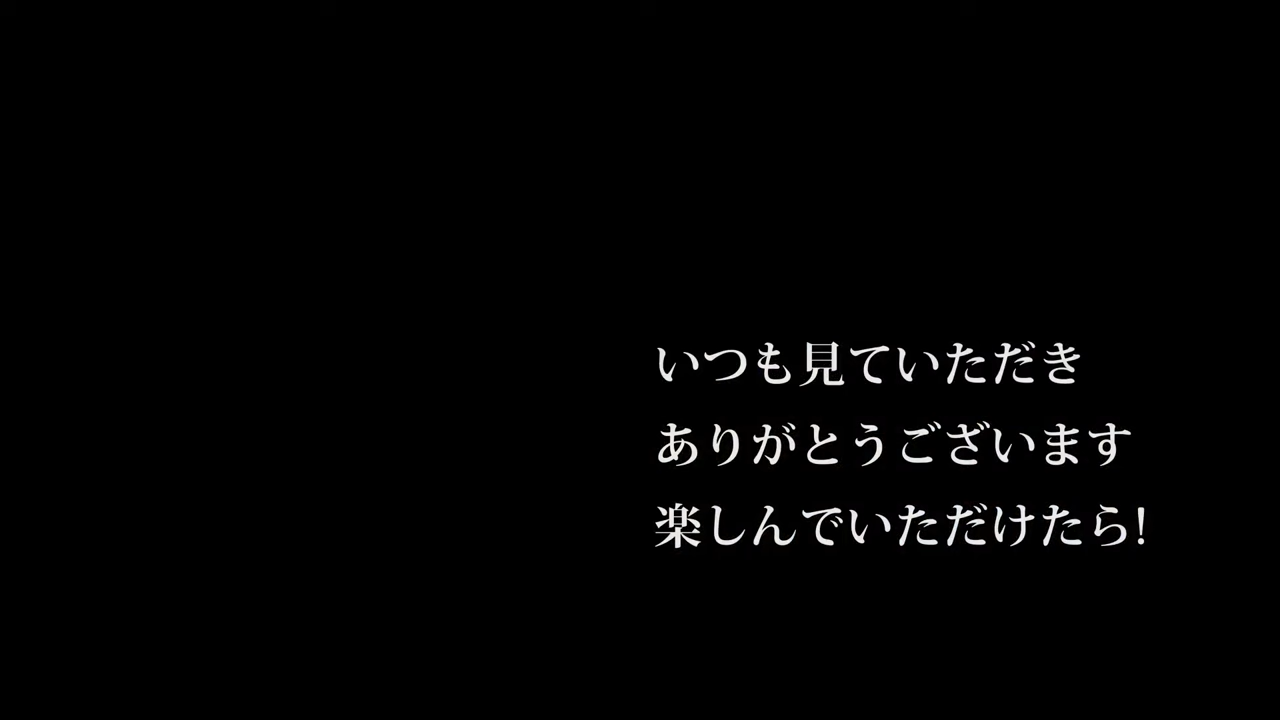 いつも見ていただき
ありがとうございます
楽しんでいただけたら!